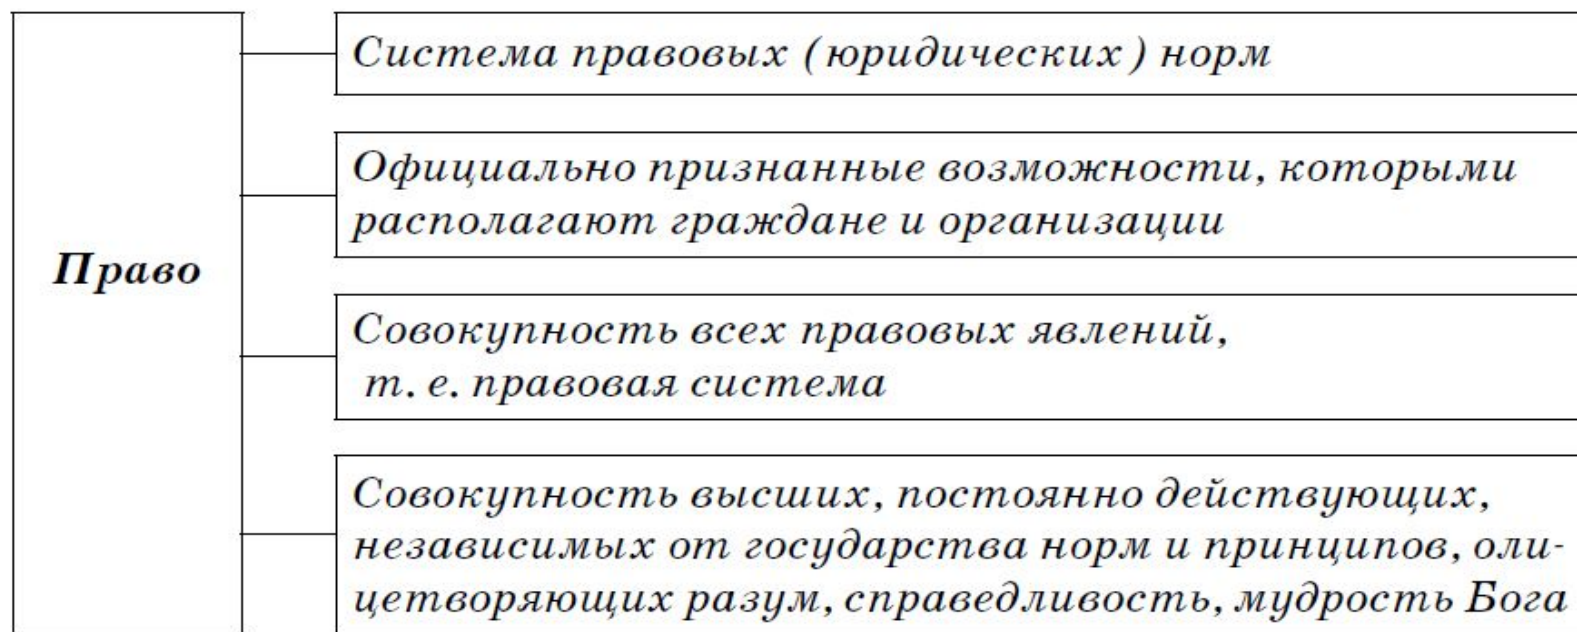 Право
Система правовых (юридических) норм
Официально признанные возможности, которыми
располагают граждане и организации
Совокупность всех правовых явлений,
т. е. правовая система
Совокупность высших, постоянно действующих,
независимых от государства норм и принципов, оли-
цетворяющих разум, справедливость, мудрость Бога